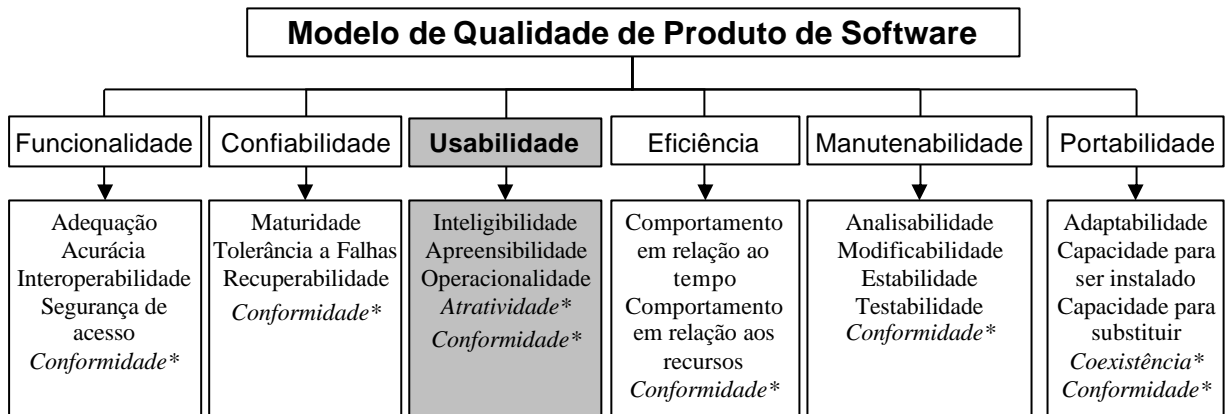 Modelo de Qualidade de Produto de Software
Funcionalidade
Confiabilidade
Usabilidade
Eficiência
Manutenabilidade
Portabilidade
Adequação
Acurácia
Interoperabilidade
Segurança de
acesso
Conformidade*
Maturidade
Tolerância a Falhas
Recuperabilidade
Conformidade*
Inteligibilidade
Apreensibilidade
Operacionalidade
Atratividade*
Conformidade*
Comportamento
em relação ao
tempo
Comportamento
em relação aos
recursos
Conformidade*
Analisabilidade
Modificabilidade
Estabilidade
Testabilidade
Conformidade*
Adaptabilidade
Capacidade para
ser instalado
Capacidade para
substituir
Coexistência*
Conformidade*